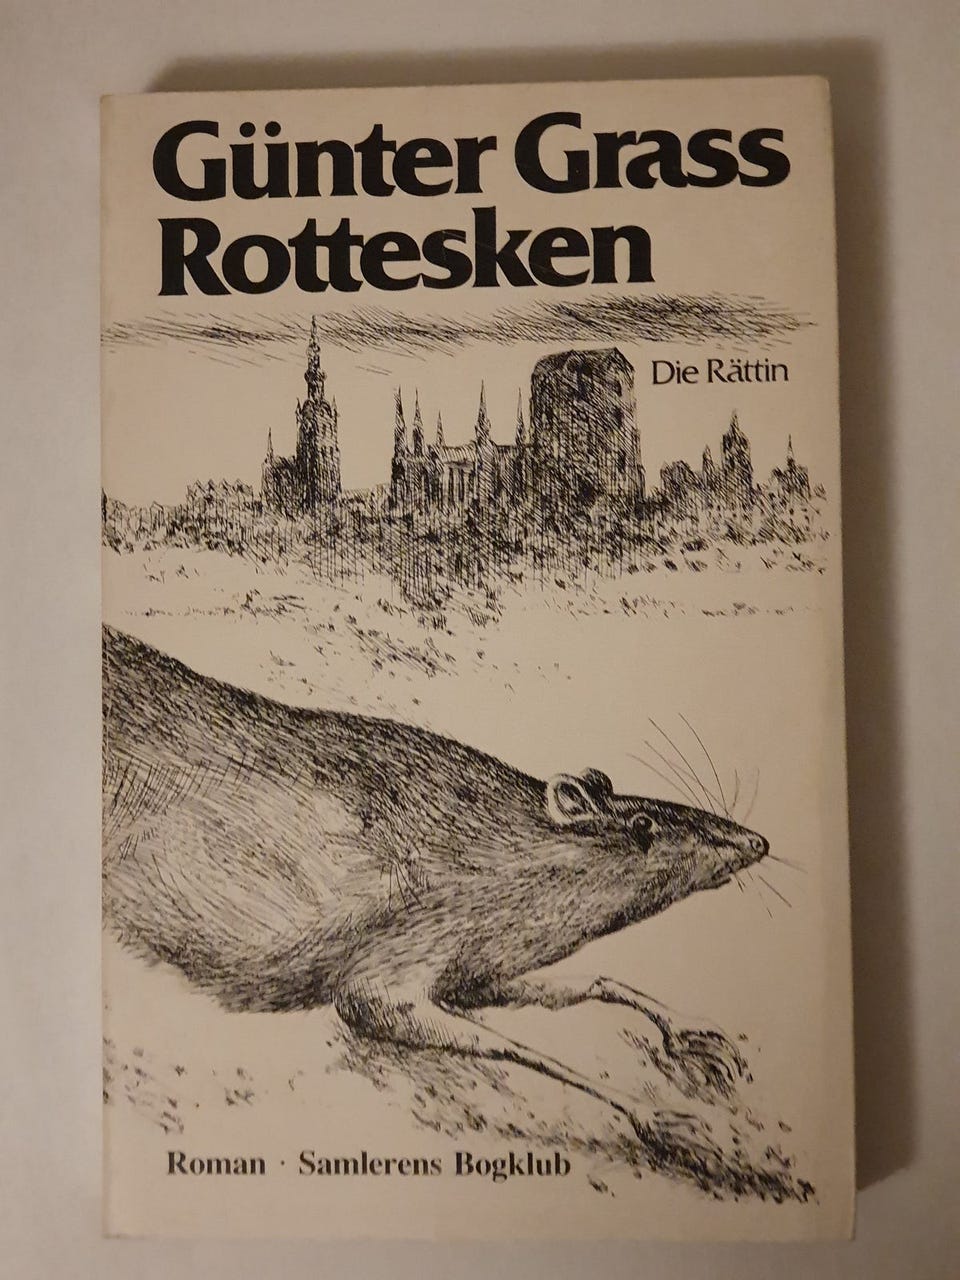 Günter Grass
Rottesken
Die Rättin
Roman · Samlerens Bogklub